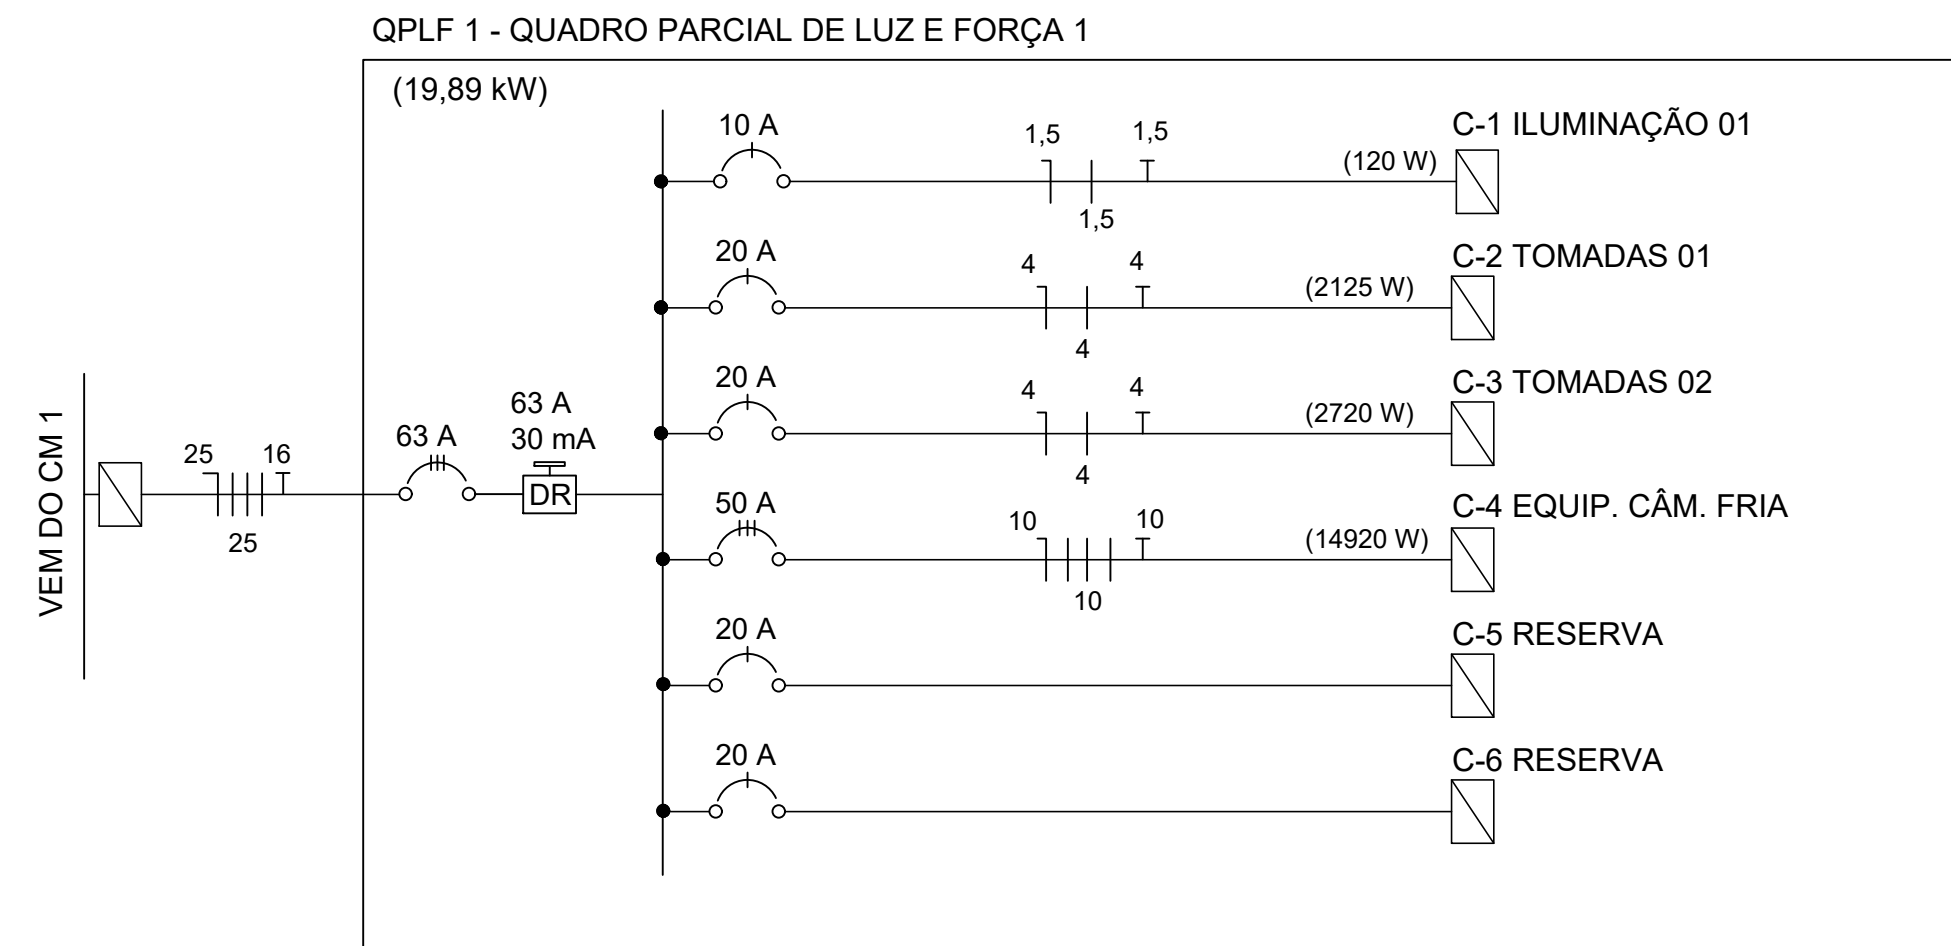 QPLF 1 - QUADRO PARCIAL DE LUZ E FORÇA 1
(19,89 kW)
10 A
1,5
1,5
1,5
(120 W)
C-1 ILUMINAÇÃO 01
20 A
4
4
4
(2125 W)
C-2 TOMADAS 01
20 A
4
4
4
(2720 W)
C-3 TOMADAS 02
VEM DO CM 1
25
16
25
63 A
63 A
30 mA
DR
50 A
10
10
10
(14920 W)
C-4 EQUIP. CÂM. FRIA
20 A
C-5 RESERVA
20 A
C-6 RESERVA